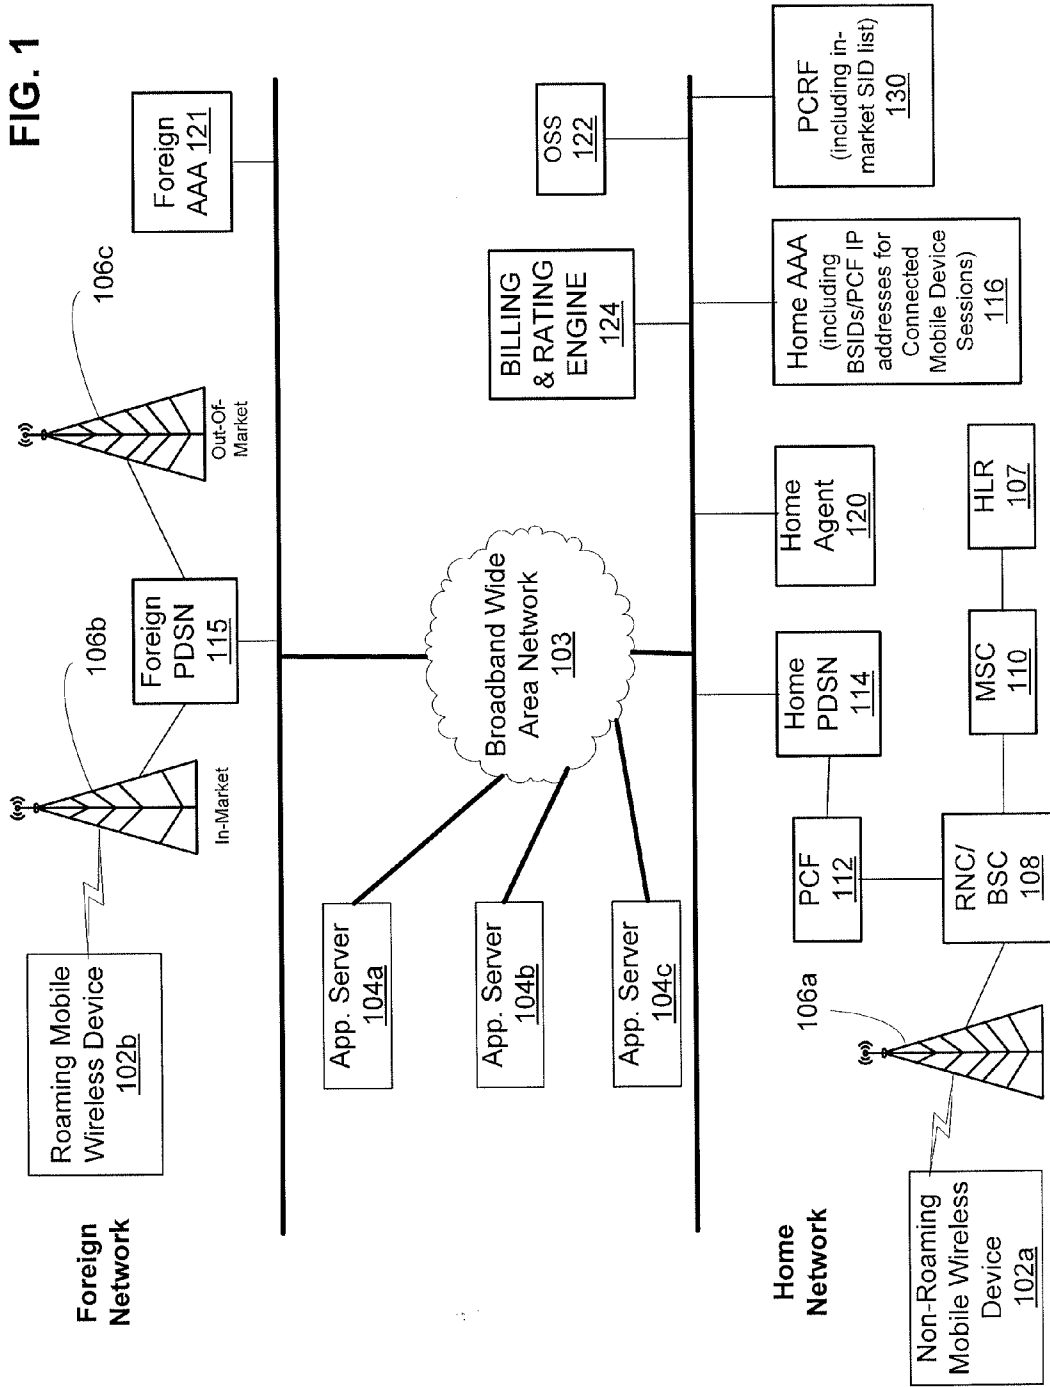 FIG. 1
Foreign
Network
Roaming Mobile
Wireless Device
102b
106b
In-Market
Foreign
PDSN
115
106c
Out-Of-
Market
Foreign
AAA 121
App. Server
104a
App. Server
104b
App. Server
104c
Broadband Wide
Area Network
103
BILLING
& RATING
ENGINE
124
OSS
122
Home
Network
Non-Roaming
Mobile Wireless
Device
102a
106a
PCF
112
RNC/
BSC
108
Home
PDSN
114
MSC
110
Home
Agent
120
HLR
107
Home AAA
(including
BSIDs/PCF IP
addresses for
Connected
Mobile Device
Sessions)
116
PCRF
(including in-
market SID list)
130